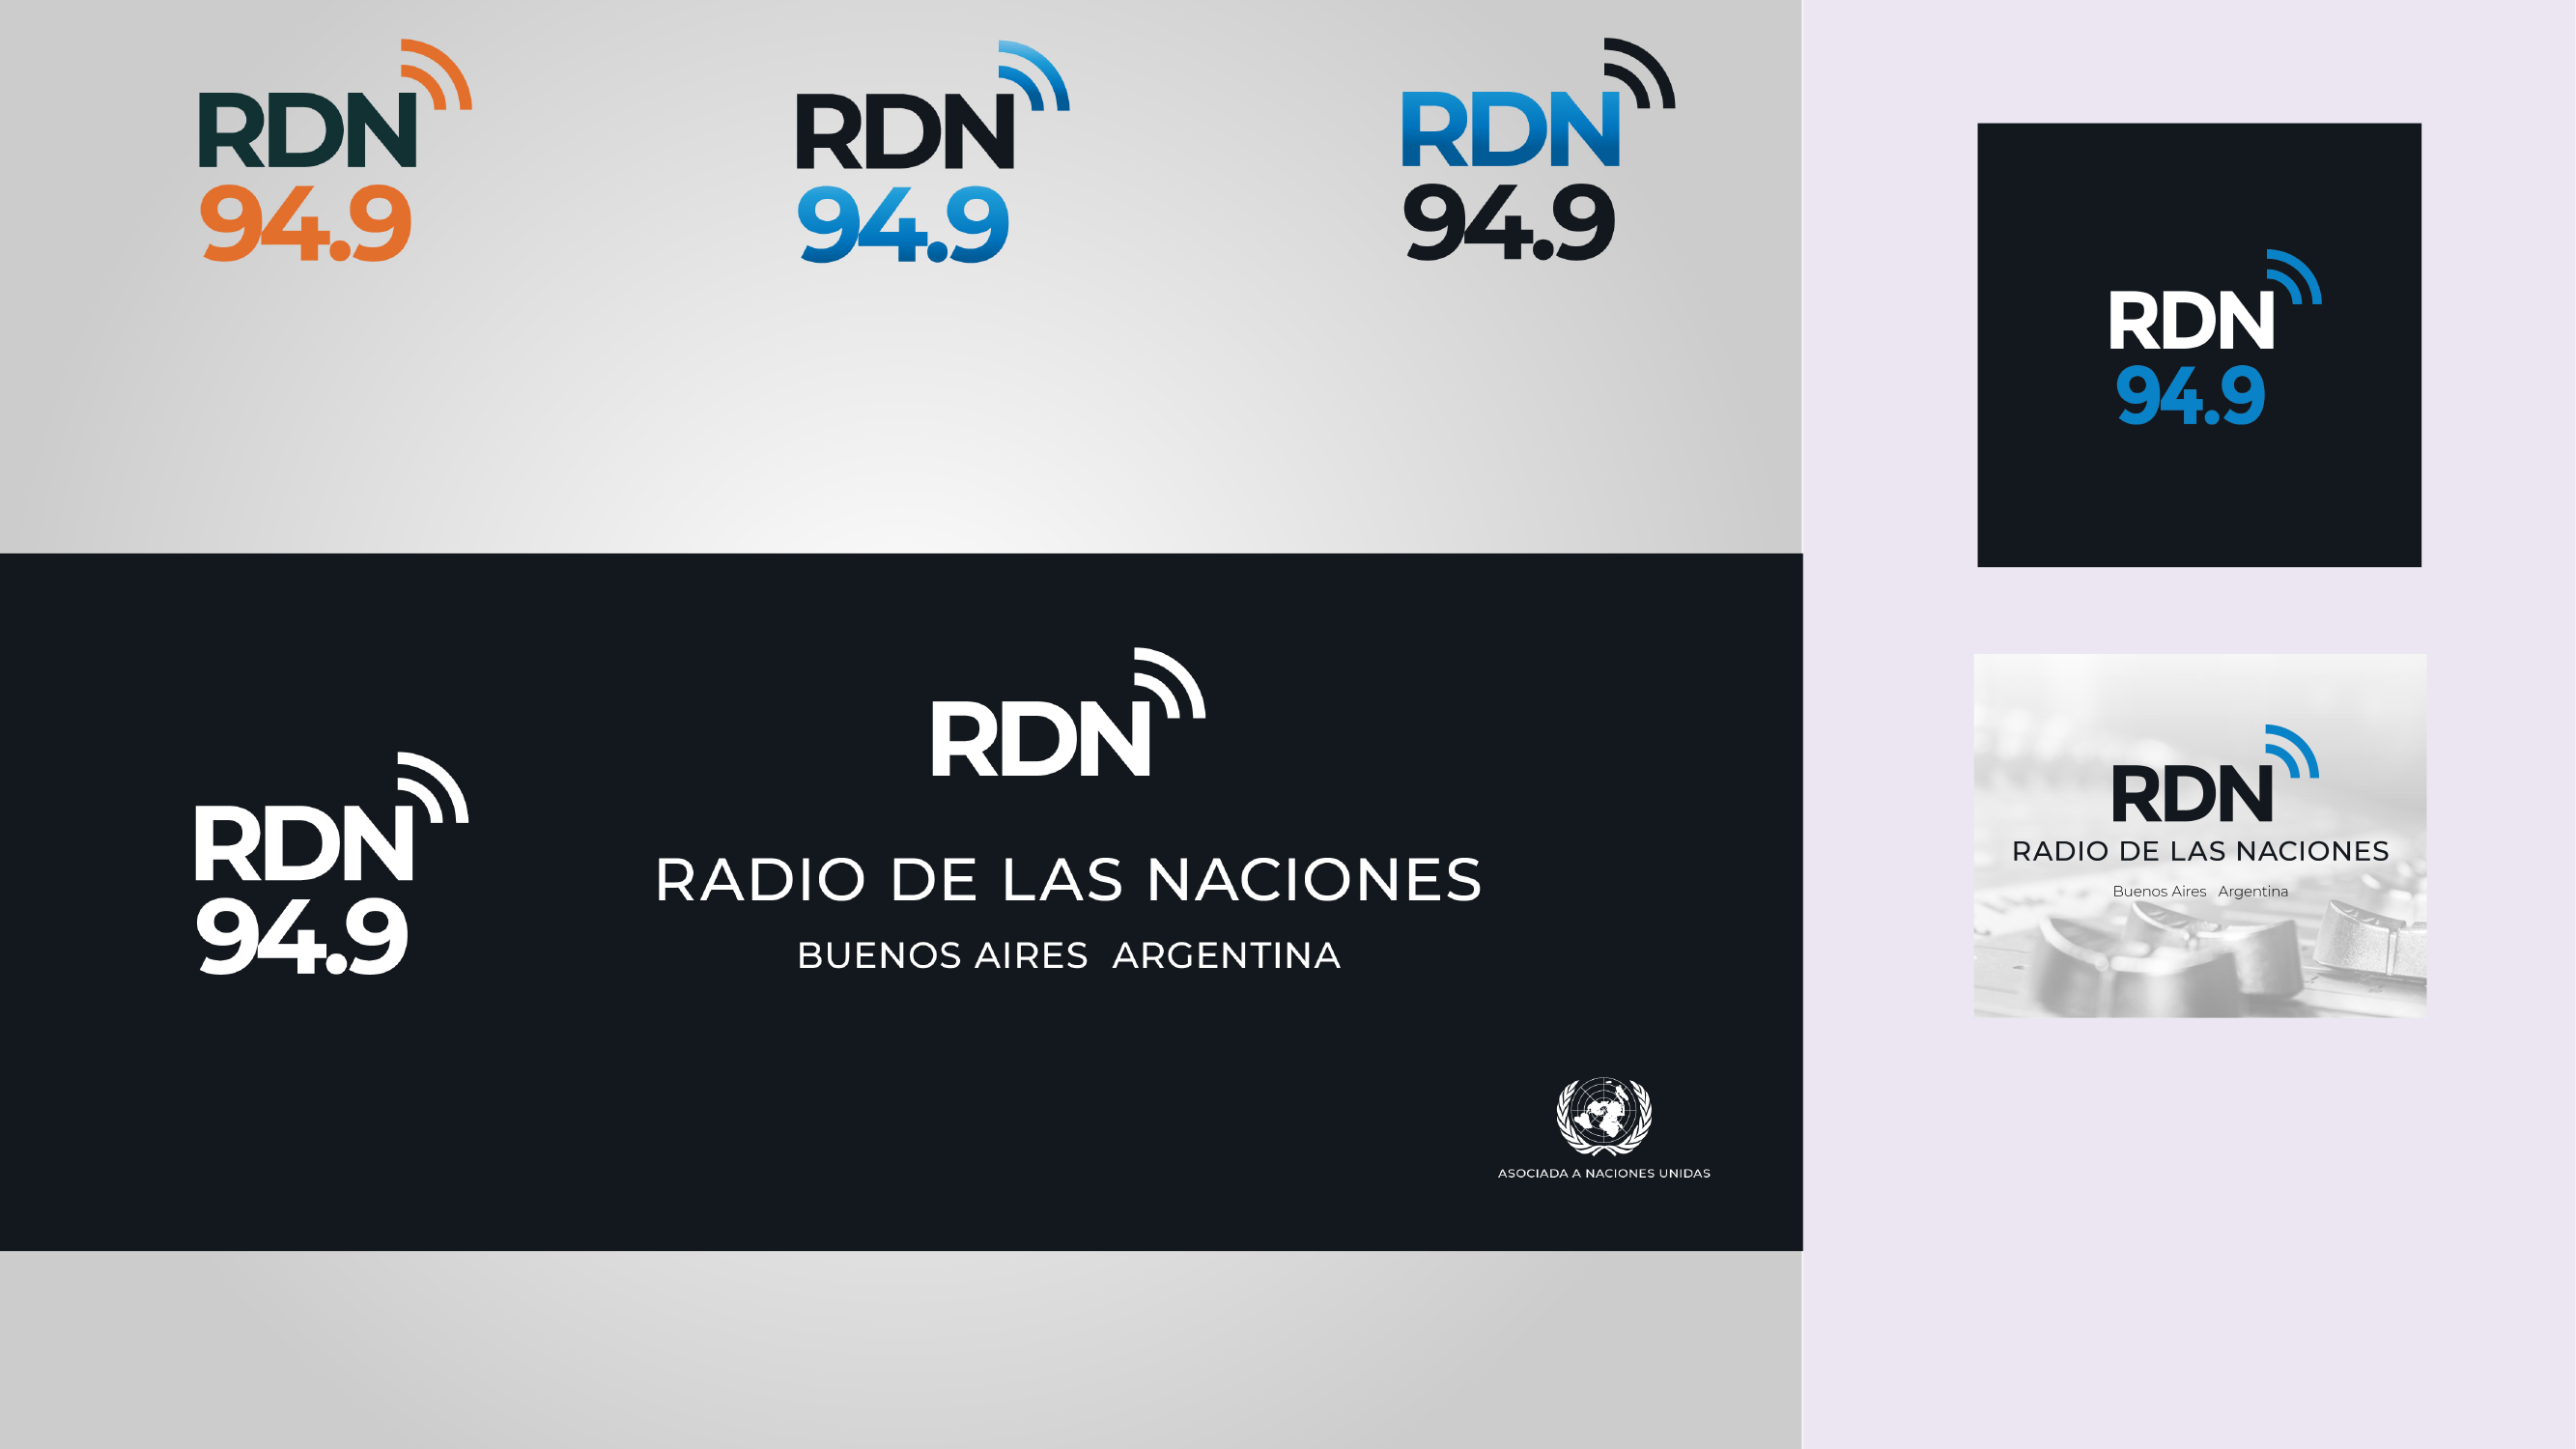 RDN
94.9
RDN
94.9
RDN
94.9
RDN
94.9
RDN
RADIO DE LAS NACIONES
BUENOS AIRES ARGENTINA
ASOCIADA A NACIONES UNIDAS
RDN
94.9
RDN
RADIO DE LAS NACIONES
Buenos Aires Argentina